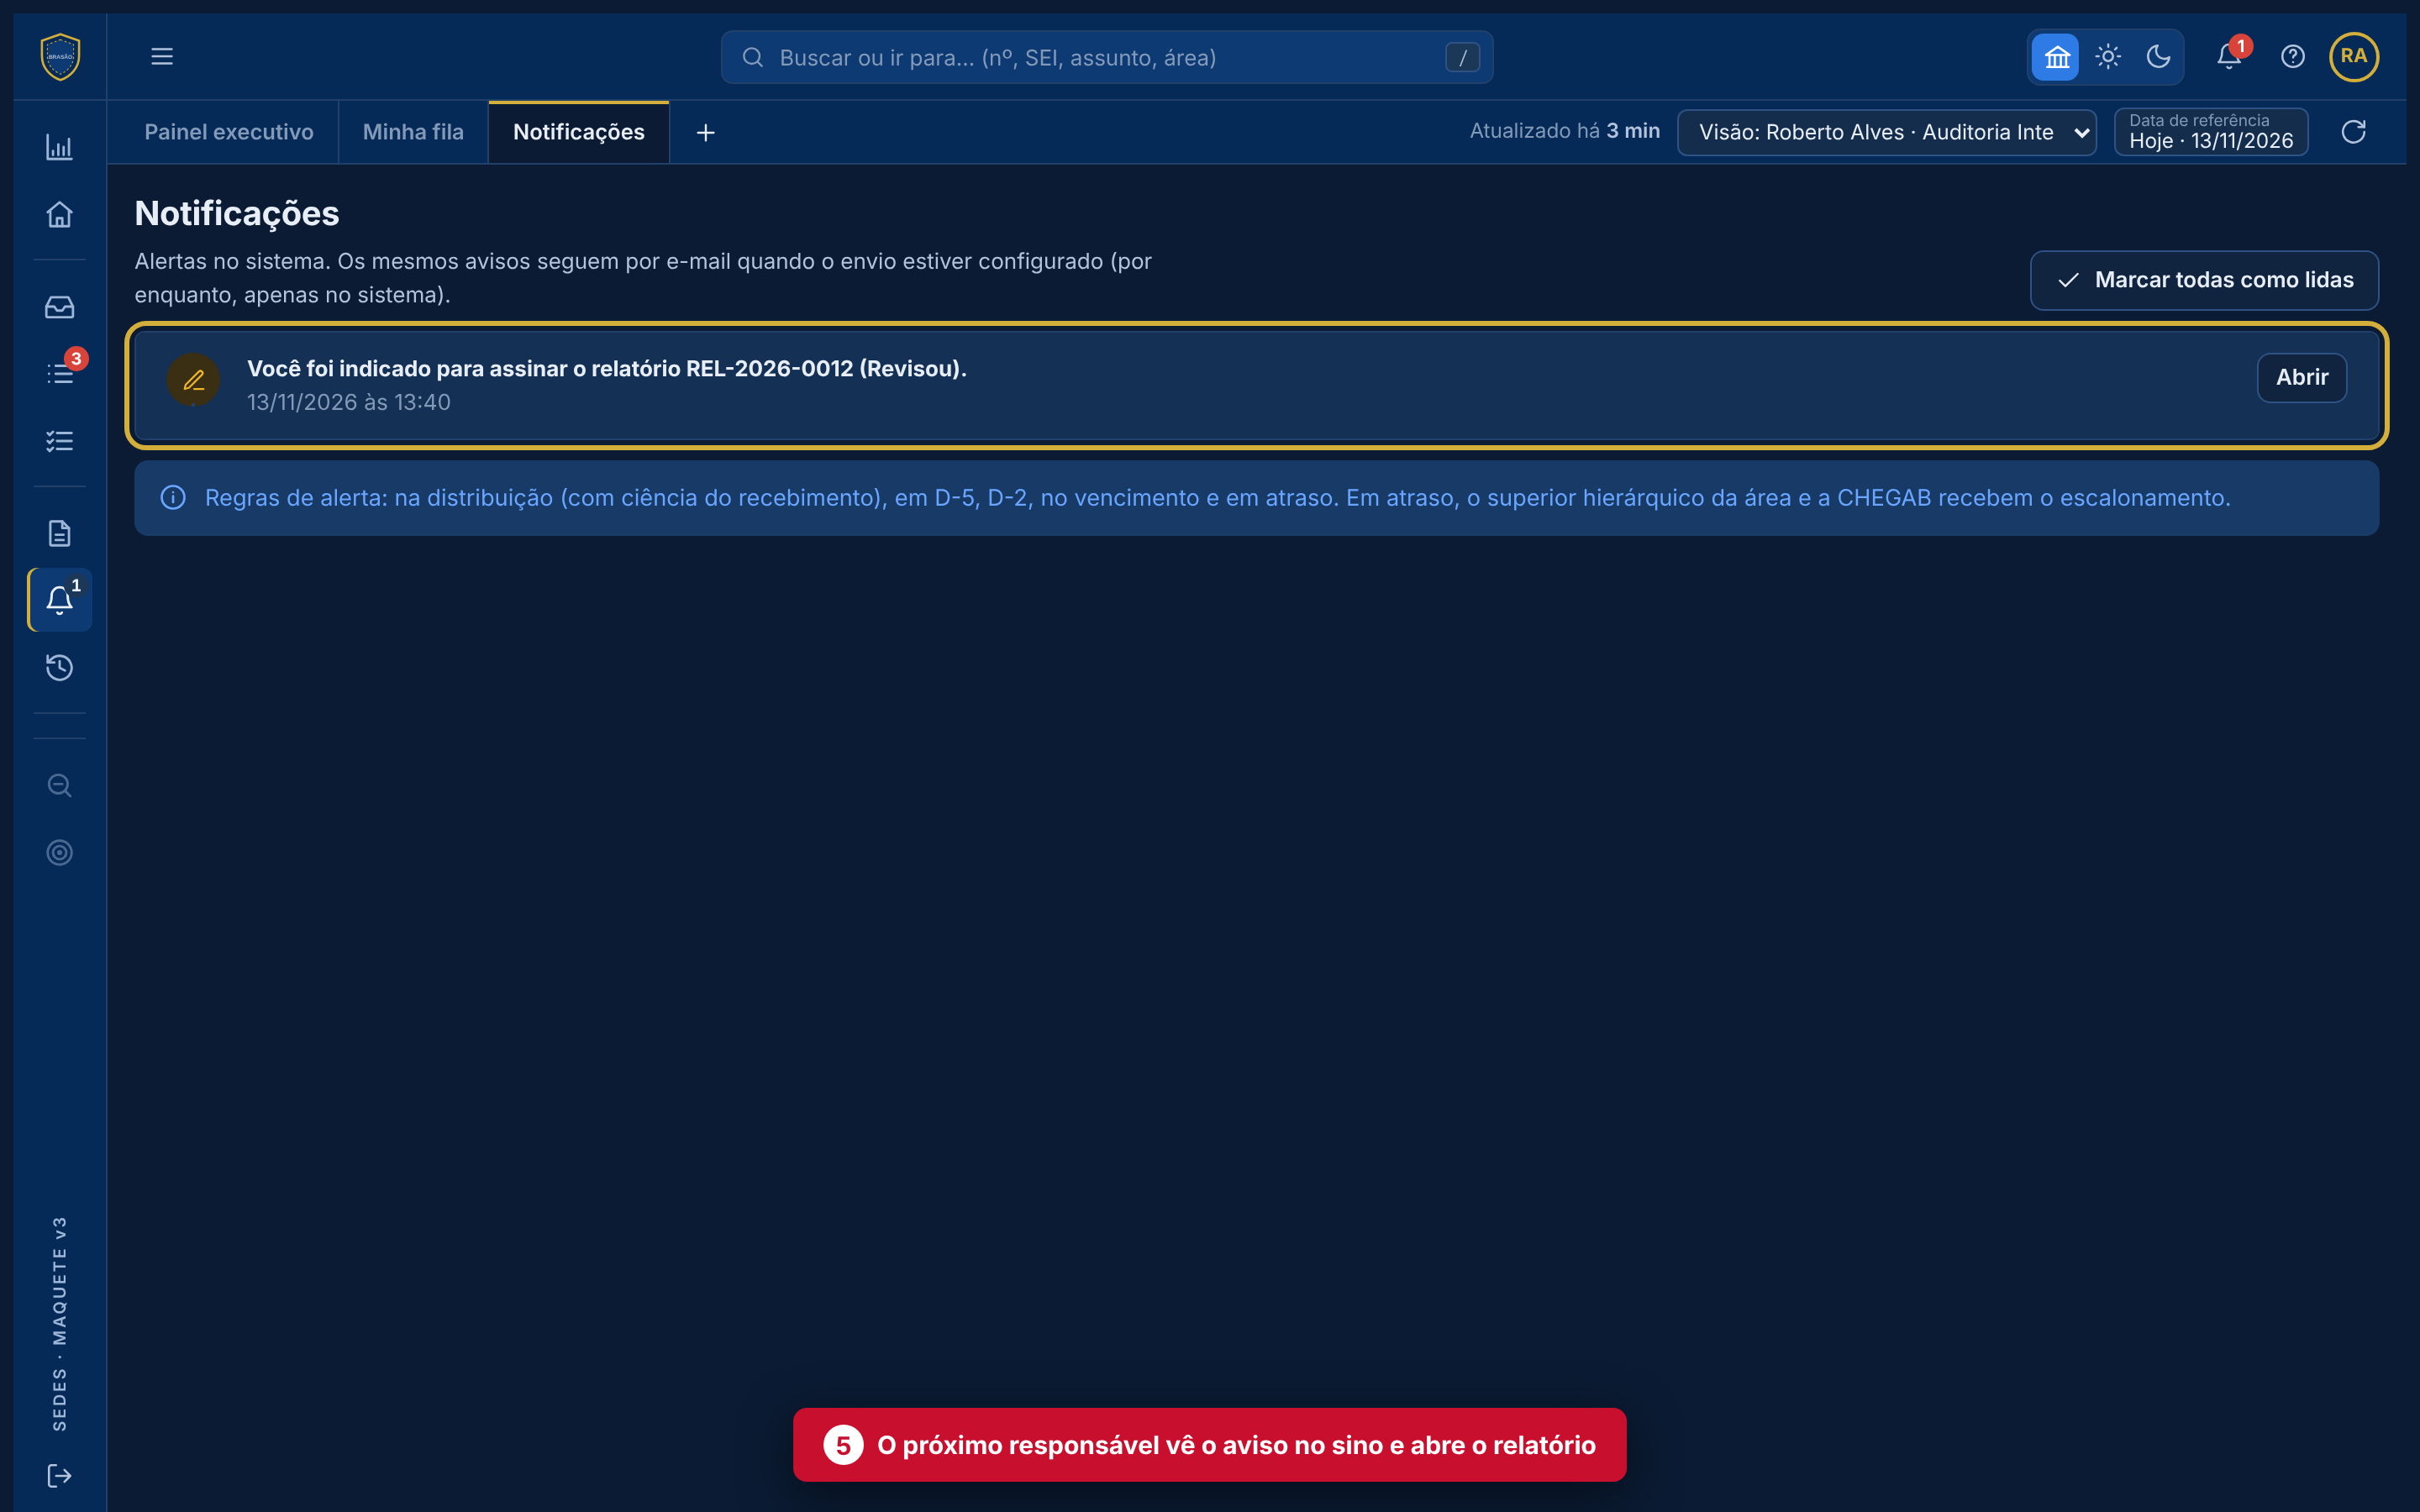 BRASÃO
Buscar ou ir para... (nº, SEI, assunto, área)
/
1
RA
Painel executivo
Minha fila
Notificações
+
Atualizado há 3 min
Visão: Roberto Alves · Auditoria Inte
Data de referência
Hoje · 13/11/2026
Notificações
Alertas no sistema. Os mesmos avisos seguem por e-mail quando o envio estiver configurado (por
enquanto, apenas no sistema).
Marcar todas como lidas
3
Você foi indicado para assinar o relatório REL-2026-0012 (Revisou).
13/11/2026 às 13:40
Abrir
Regras de alerta: na distribuição (com ciência do recebimento), em D-5, D-2, no vencimento e em atraso. Em atraso, o superior hierárquico da área e a CHEGAB recebem o escalonamento.
1
SEDES · MAQUETE v3
5 O próximo responsável vê o aviso no sino e abre o relatório